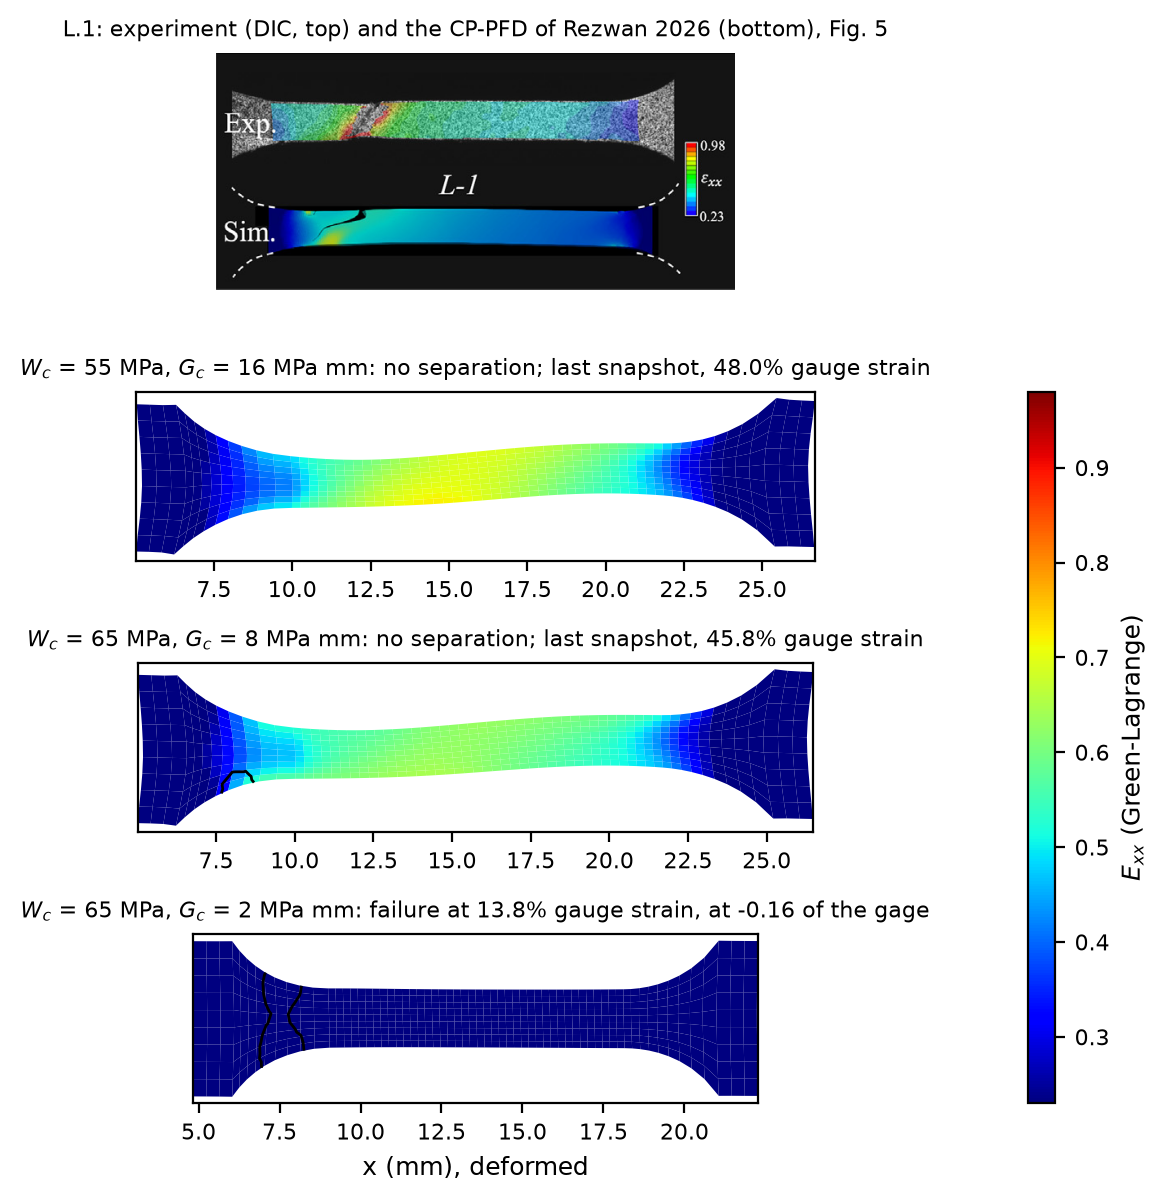 L.1: experiment (DIC, top) and the CP-PFD of Rezwan 2026 (bottom), Fig. 5
Exp.
0.98
εxx
0.23
L-1
Sim.
Wc = 55 MPa, Gc = 16 MPa mm: no separation; last snapshot, 48.0% gauge strain
7.5 10.0 12.5 15.0 17.5 20.0 22.5 25.0
Wc = 65 MPa, Gc = 8 MPa mm: no separation; last snapshot, 45.8% gauge strain
7.5 10.0 12.5 15.0 17.5 20.0 22.5 25.0
Wc = 65 MPa, Gc = 2 MPa mm: failure at 13.8% gauge strain, at -0.16 of the gage
5.0 7.5 10.0 12.5 15.0 17.5 20.0
x (mm), deformed
0.9
0.8
0.7
0.6
0.5
0.4
0.3
Exx (Green-Lagrange)